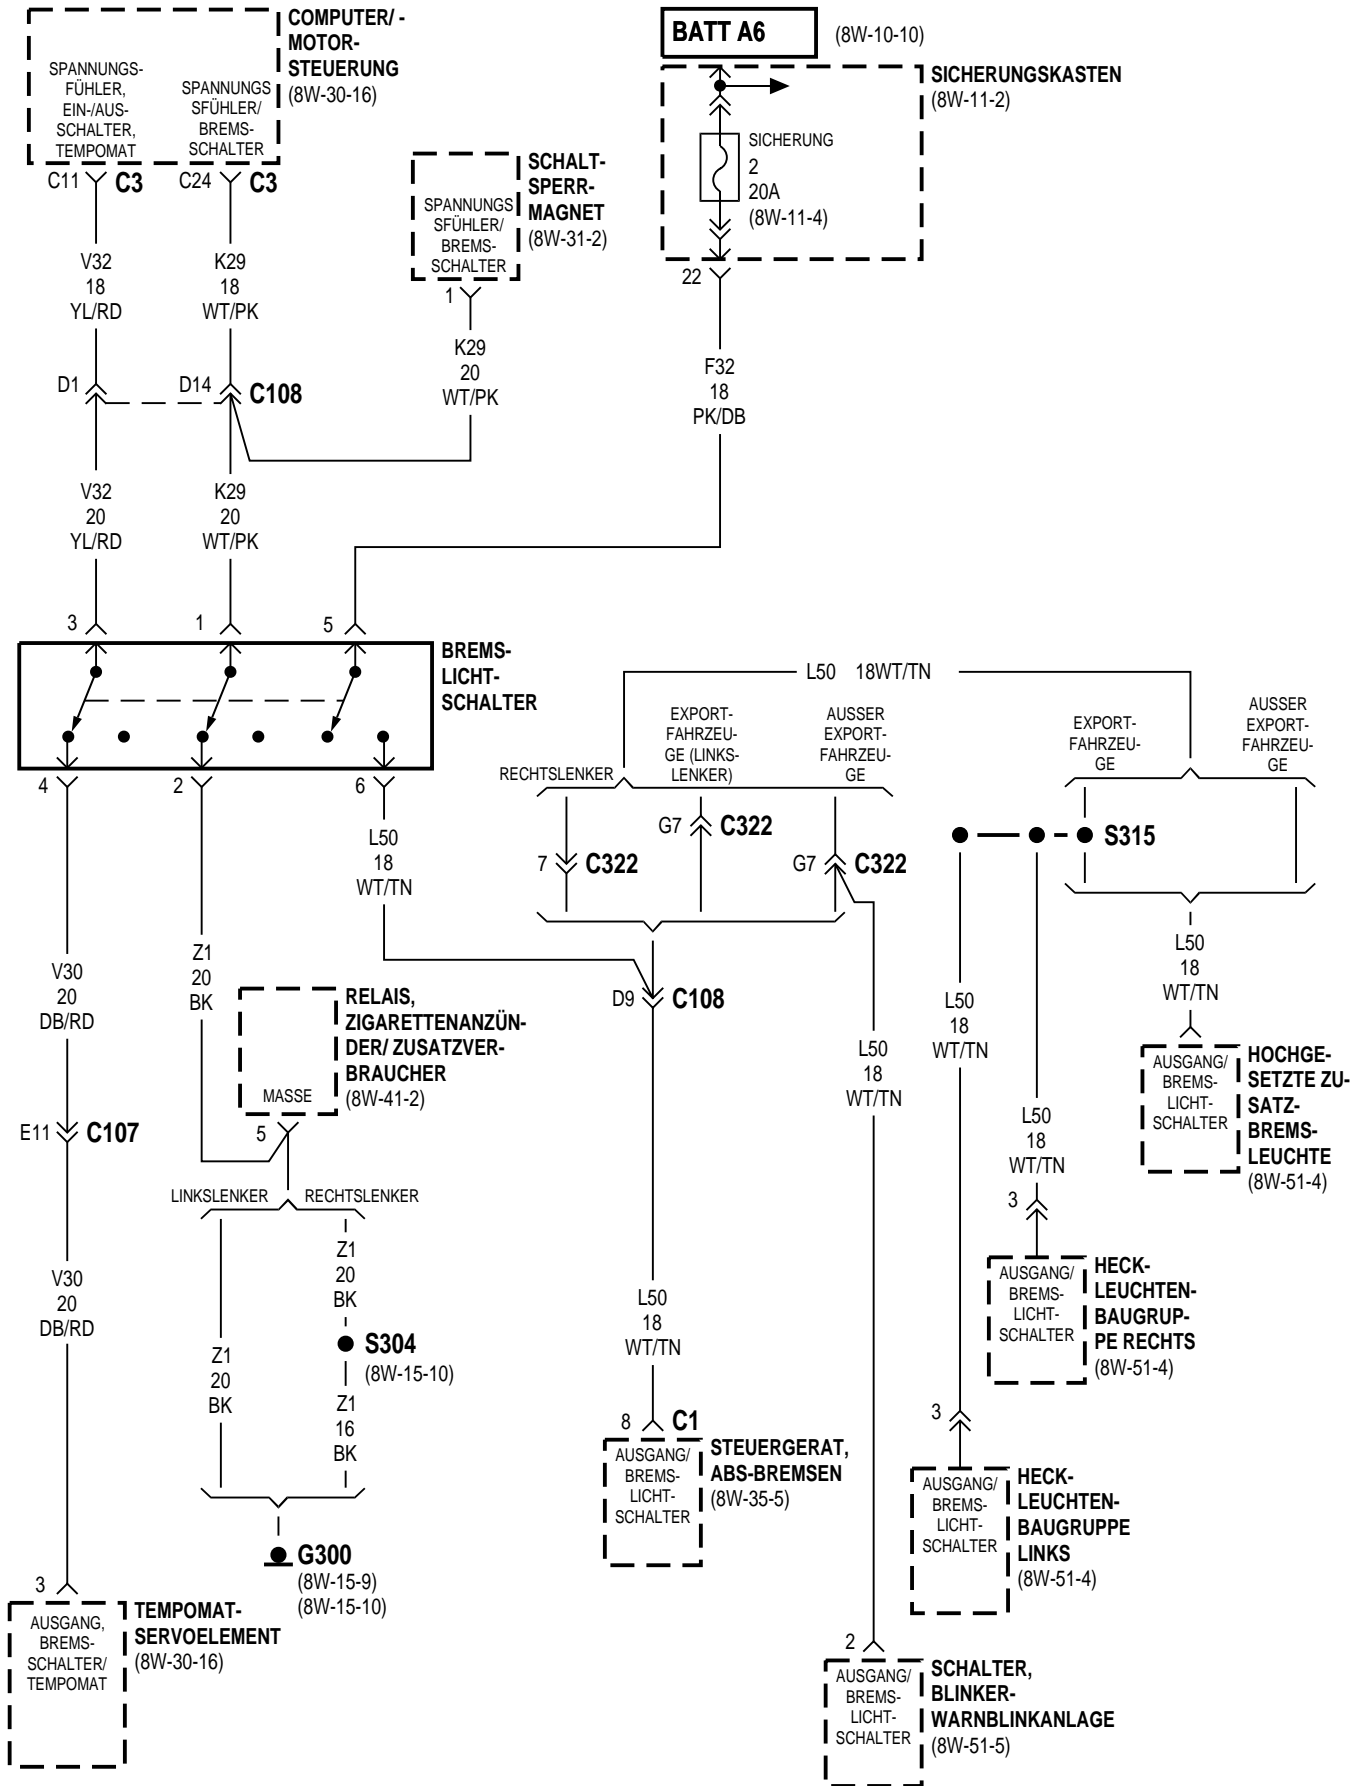 COMPUTER/ -
MOTOR-
STEUERUNG
(8W-30-16)
SPANNUNGS-
FÜHLER,
EIN-/AUS-
SCHALTER,
TEMPOMAT
SPANNUNGS
SFÜHLER/
BREMS-
SCHALTER
C11
C3
C24
C3
BATT A6
(8W-10-10)
SICHERUNGSKASTEN
(8W-11-2)
SICHERUNG
2
20A
(8W-11-4)
22
SCHALT-
SPERR-
MAGNET
(8W-31-2)
SPANNUNGS
SFÜHLER/
BREMS-
SCHALTER
1
V32
18
YL/RD
K29
18
WT/PK
K29
20
WT/PK
F32
18
PK/DB
D1
D14
C108
V32
20
YL/RD
K29
20
WT/PK
3
1
5
BREMS-
LICHT-
SCHALTER
4
2
6
L50
18WT/TN
RECHTSLENKER
EXPORT-
FAHRZEU-
GE (LINKS-
LENKER)
AUSSER
EXPORT-
FAHRZEU-
GE
EXPORT-
FAHRZEU-
GE
AUSSER
EXPORT-
FAHRZEU-
GE
7
C322
G7
C322
G7
C322
S315
L50
18
WT/TN
V30
20
DB/RD
Z1
20
BK
D9
C108
L50
18
WT/TN
L50
18
WT/TN
L50
18
WT/TN
L50
18
WT/TN
RELAIS,
ZIGARETTENANZÜN-
DER/ ZUSATZVER-
BRAUCHER
(8W-41-2)
MASSE
5
E11
C107
LINKSLENKER
RECHTSLENKER
Z1
20
BK
S304
(8W-15-10)
Z1
20
BK
Z1
16
BK
V30
20
DB/RD
G300
(8W-15-9)
(8W-15-10)
3
AUSGANG,
BREMS-
SCHALTER/
TEMPOMAT
TEMPOMAT-
SERVOELEMENT
(8W-30-16)
L50
18
WT/TN
8
C1
AUSGANG/
BREMS-
LICHT-
SCHALTER
STEUERGERAT,
ABS-BREMSEN
(8W-35-5)
2
AUSGANG/
BREMS-
LICHT-
SCHALTER
SCHALTER,
BLINKER-
WARNBLINKANLAGE
(8W-51-5)
3
AUSGANG/
BREMS-
LICHT-
SCHALTER
HECK-
LEUCHTEN-
BAUGRUPPE
LINKS
(8W-51-4)
3
AUSGANG/
BREMS-
LICHT-
SCHALTER
HECK-
LEUCHTEN-
BAUGRUP-
PE RECHTS
(8W-51-4)
AUSGANG/
BREMS-
LICHT-
SCHALTER
HOCHGE-
SETZTE ZU-
SATZ-
BREMS-
LEUCHTE
(8W-51-4)